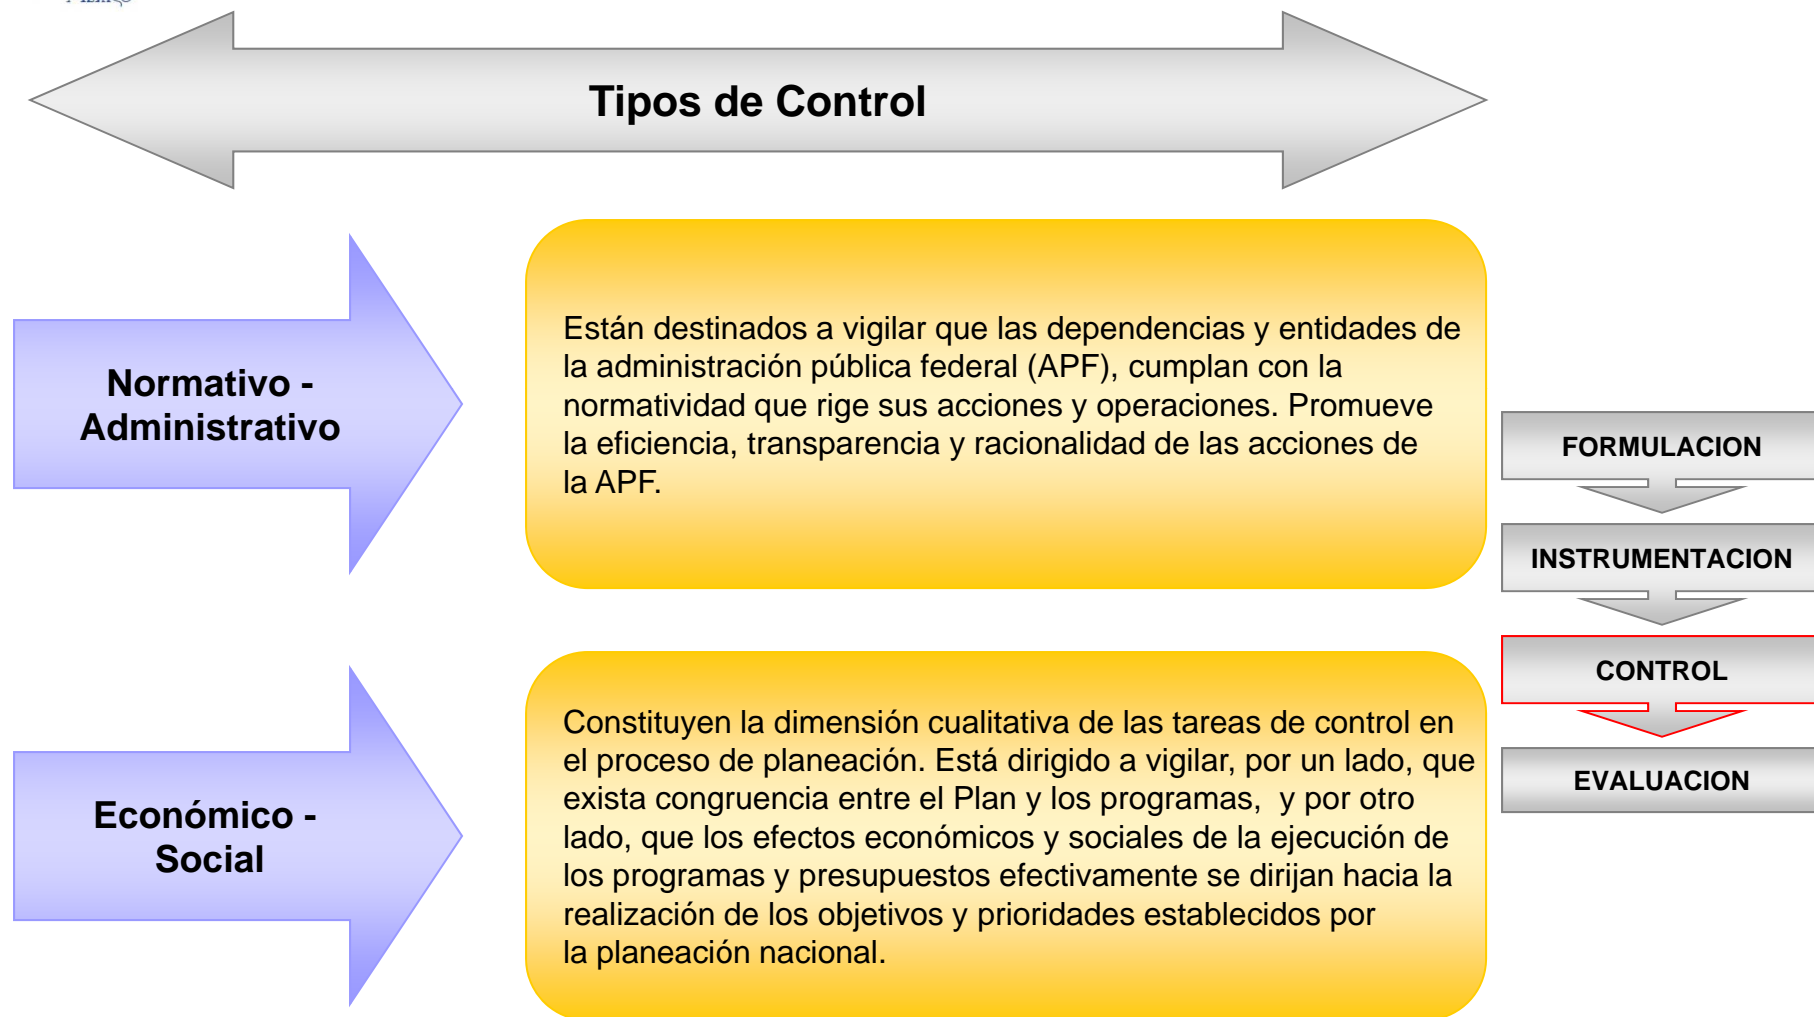 Tipos de Control
Normativo -
Administrativo
Están destinados a vigilar que las dependencias y entidades de
la administración pública federal (APF), cumplan con la
normatividad que rige sus acciones y operaciones. Promueve
la eficiencia, transparencia y racionalidad de las acciones de
la APF.
Económico -
Social
Constituyen la dimensión cualitativa de las tareas de control en
el proceso de planeación. Está dirigido a vigilar, por un lado, que
exista congruencia entre el Plan y los programas, y por otro
lado, que los efectos económicos y sociales de la ejecución de
los programas y presupuestos efectivamente se dirijan hacia la
realización de los objetivos y prioridades establecidos por
la planeación nacional.
FORMULACION
INSTRUMENTACION
CONTROL
EVALUACION